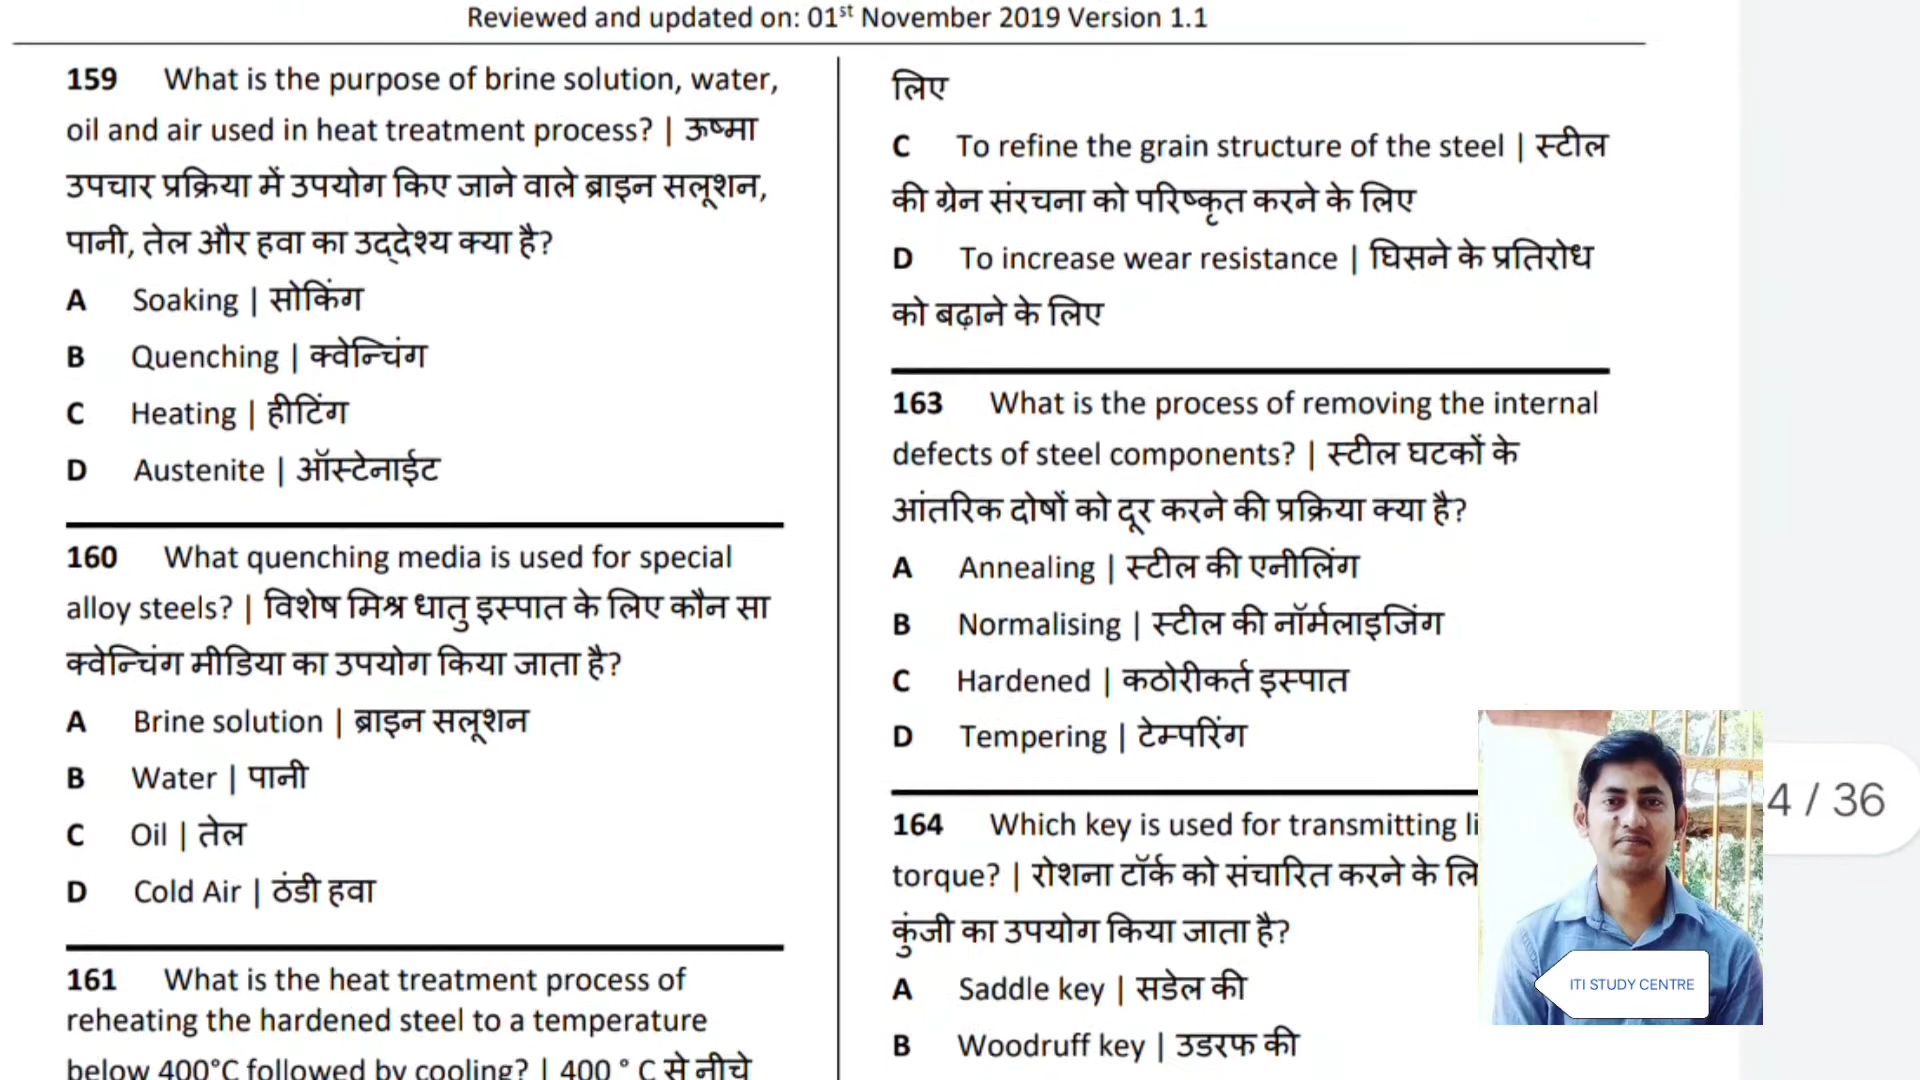 Reviewed and updated on: 01st November 2019 Version 1.1
159 What is the purpose of brine solution, water,
oil and air used in heat treatment process? | ऊष्मा
उपचार प्रक्रिया में उपयोग किए जाने वाले ब्राइन सलूशन,
पानी, तेल और हवा का उद्देश्य क्या है?
A Soaking | सोकिंग
B Quenching | क्वेन्चिंग
C Heating | हीटिंग
D Austenite | ऑस्टेनाईट
160 What quenching media is used for special
alloy steels? | विशेष मिश्र धातु इस्पात के लिए कौन सा
क्वेन्चिंग मीडिया का उपयोग किया जाता है?
A Brine solution | ब्राइन सलूशन
B Water | पानी
C Oil | तेल
D Cold Air | ठंडी हवा
161 What is the heat treatment process of
reheating the hardened steel to a temperature
below 400°C followed by cooling? | 400 ° C से नीचे
लिए
C To refine the grain structure of the steel | स्टील
की ग्रेन संरचना को परिष्कृत करने के लिए
D To increase wear resistance | घिसने के प्रतिरोध
को बढ़ाने के लिए
163 What is the process of removing the internal
defects of steel components? | स्टील घटकों के
आंतरिक दोषों को दूर करने की प्रक्रिया क्या है?
A Annealing | स्टील की एनीलिंग
B Normalising | स्टील की नॉर्मलाइजिंग
C Hardened | कठोरीकर्त इस्पात
D Tempering | टेम्परिंग
164 Which key is used for transmitting
torque? | रोशना टॉर्क को संचारित करने के
कुंजी का उपयोग किया जाता है?
A Saddle key | सडेल की
B Woodruff key | उडरफ की
4 / 36
ITI STUDY CENTRE